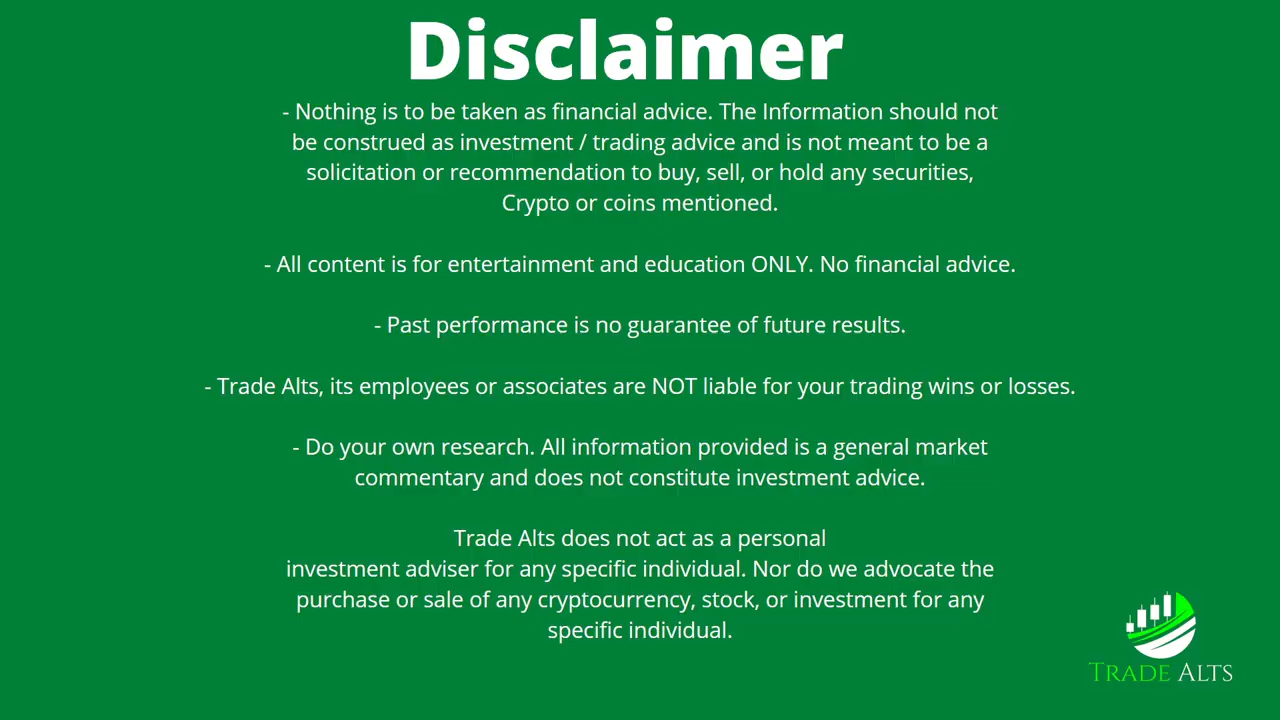 Disclaimer
- Nothing is to be taken as financial advice. The Information should not
be construed as investment / trading advice and is not meant to be a
solicitation or recommendation to buy, sell, or hold any securities,
Crypto or coins mentioned.
- All content is for entertainment and education ONLY. No financial advice.
- Past performance is no guarantee of future results.
- Trade Alts, its employees or associates are NOT liable for your trading wins or losses.
- Do your own research. All information provided is a general market
commentary and does not constitute investment advice.
Trade Alts does not act as a personal
investment adviser for any specific individual. Nor do we advocate the
purchase or sale of any cryptocurrency, stock, or investment for any
specific individual.
TRADE ALTS